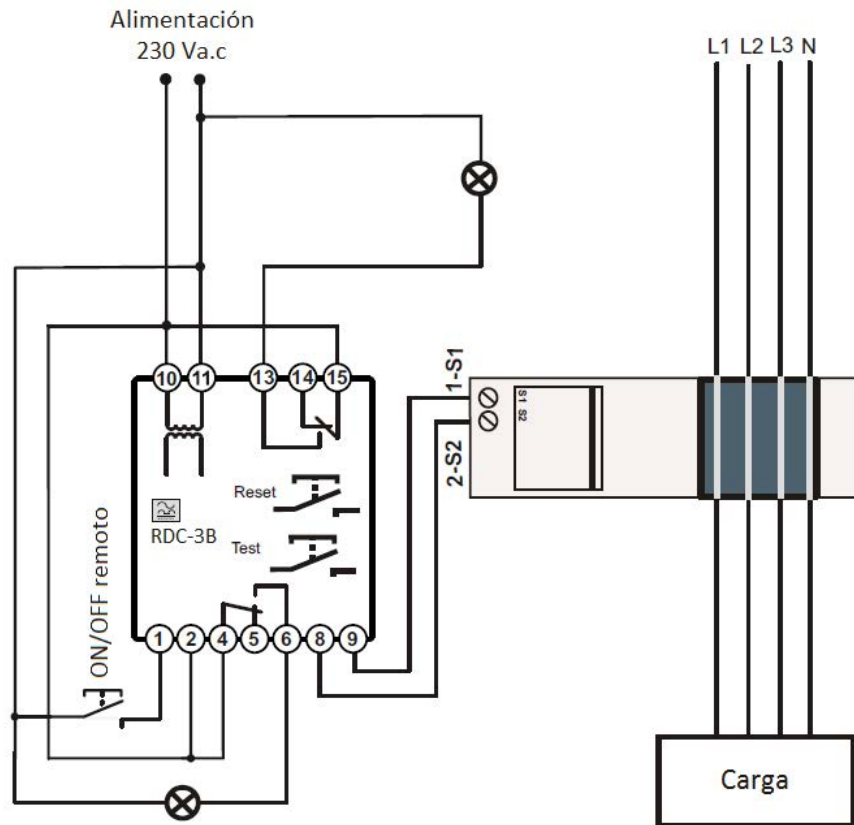 Alimentación
230 Va.c
L1 L2 L3 N
10 11 13 14 15
1-S1
2-S2
S1 S2
Reset
RDC-3B
Test
ON/OFF remoto
1 2 4 5 6 8 9
Carga